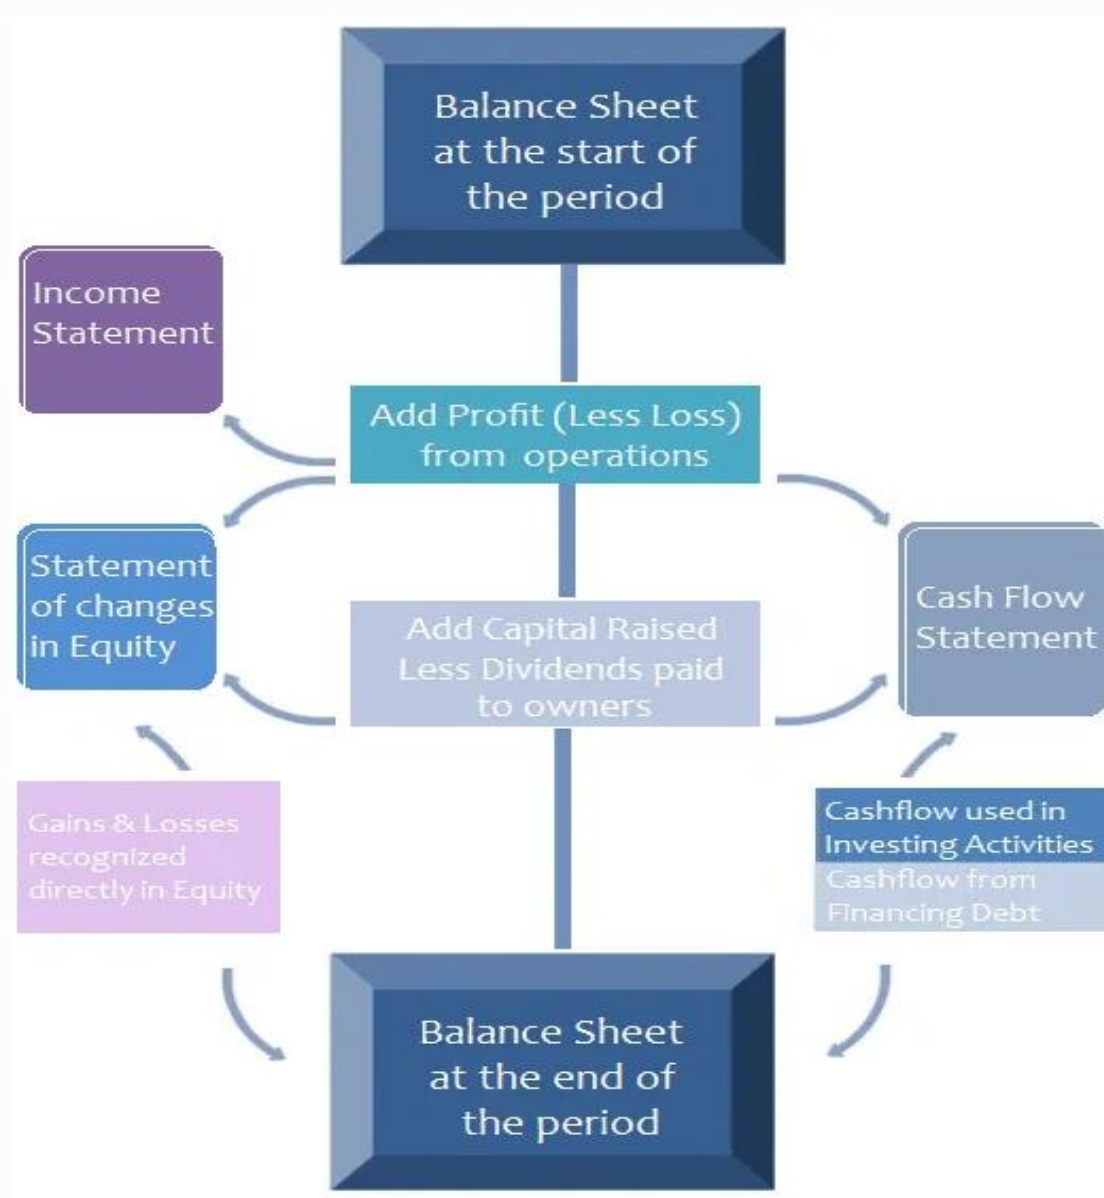 Balance Sheet
at the start of
the period
Income
Statement
Add Profit (Less Loss)
from operations
Statement
of changes
in Equity
Add Capital Raised
Less Dividends paid
to owners
Cash Flow
Statement
Gains & Losses
recognized
directly in Equity
Cashflow used in
Investing Activities
Cashflow from
Financing Debt
Balance Sheet
at the end of
the period